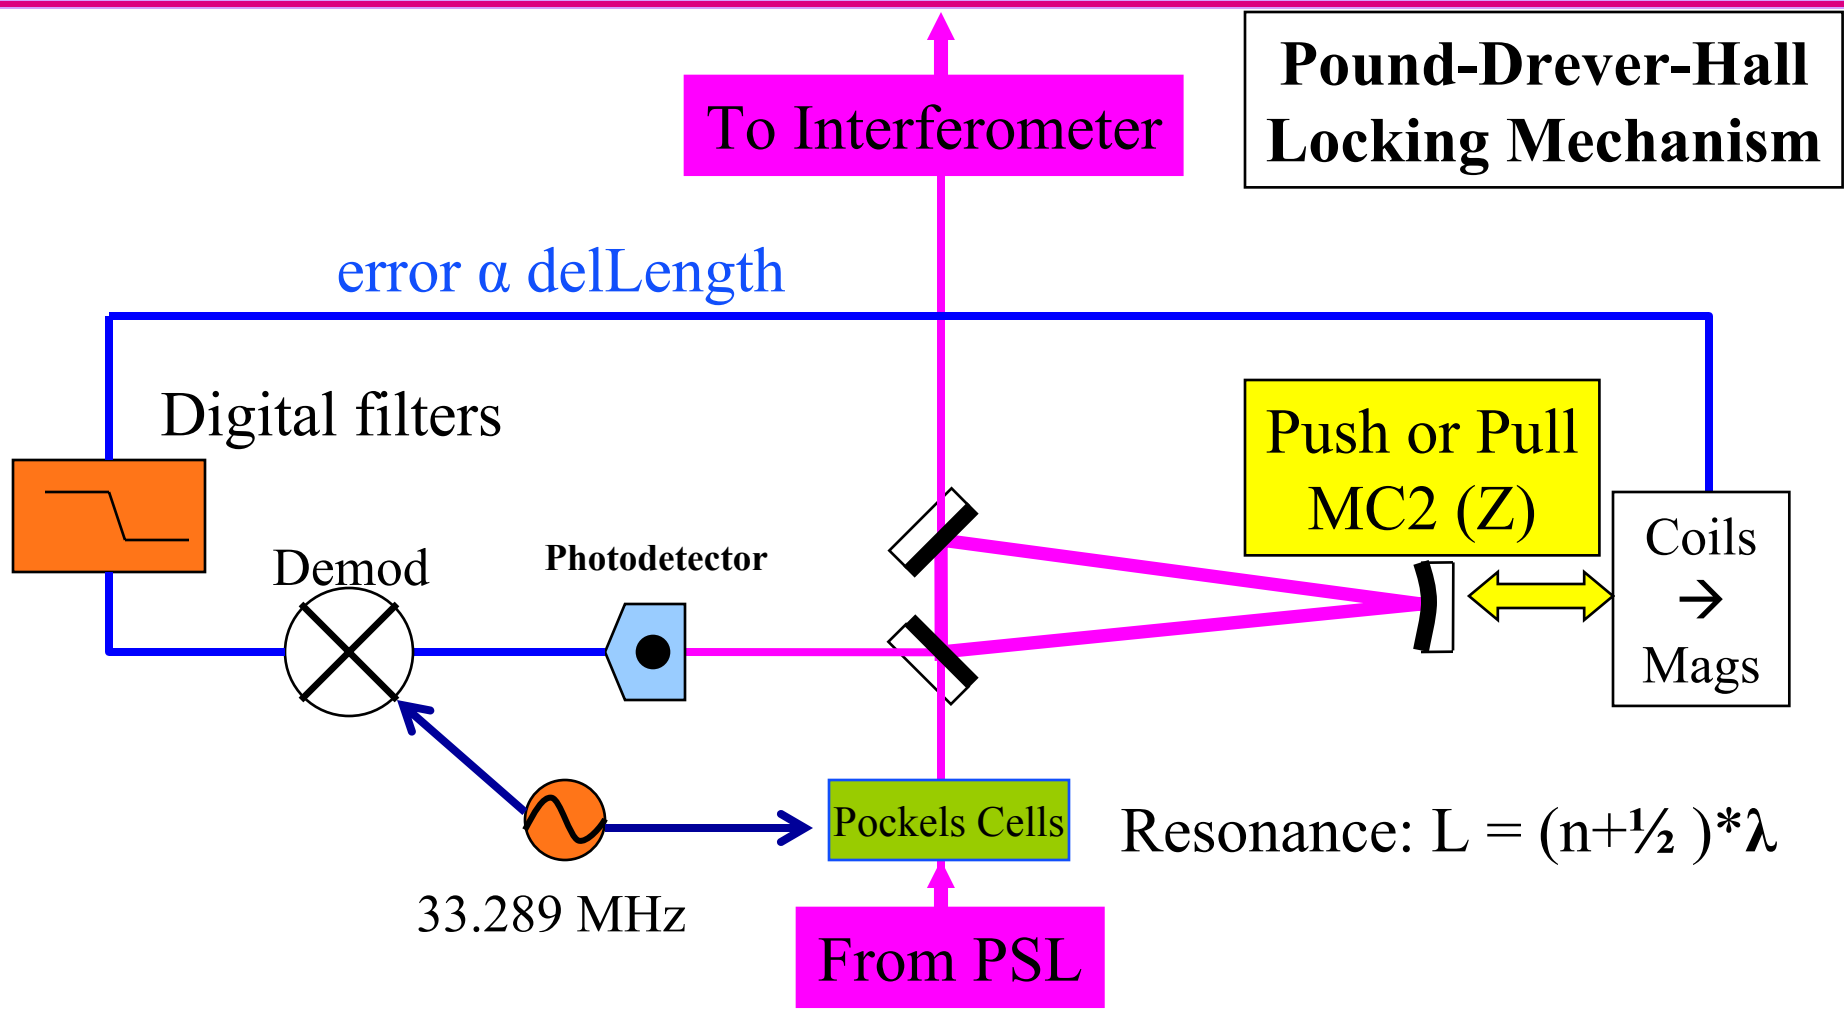 Pound-Drever-Hall
Locking Mechanism
To Interferometer
error α delLength
Digital filters
Push or Pull
MC2 (Z)
Coils
→
Mags
Demod
Photodetector
Pockels Cells
Resonance: L = (n+½ )*λ
33.289 MHz
From PSL